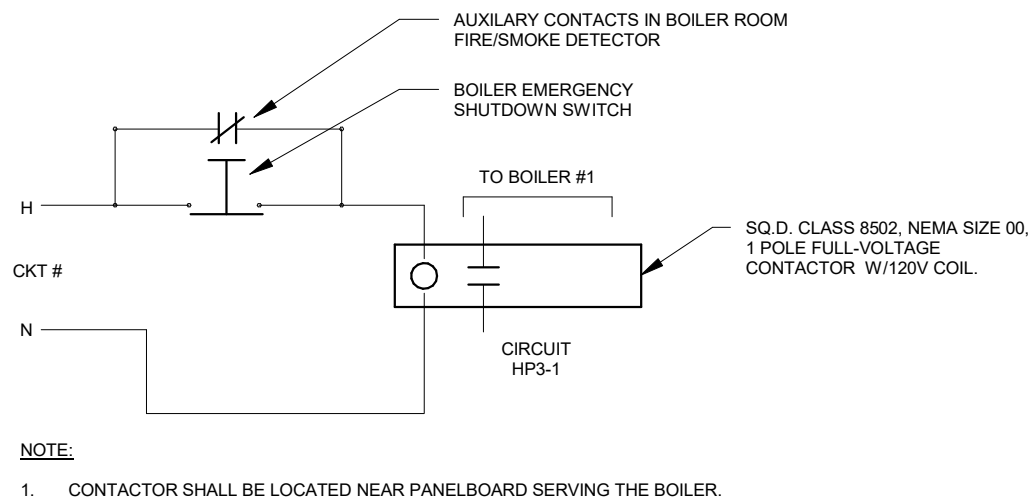 AUXILARY CONTACTS IN BOILER ROOM
FIRE/SMOKE DETECTOR
BOILER EMERGENCY
SHUTDOWN SWITCH
TO BOILER #1
H
SQ.D. CLASS 8502, NEMA SIZE 00,
1 POLE FULL-VOLTAGE
CONTACTOR W/120V COIL.
CKT #
N
CIRCUIT
HP3-1
NOTE:
1. CONTACTOR SHALL BE LOCATED NEAR PANELBOARD SERVING THE BOILER.